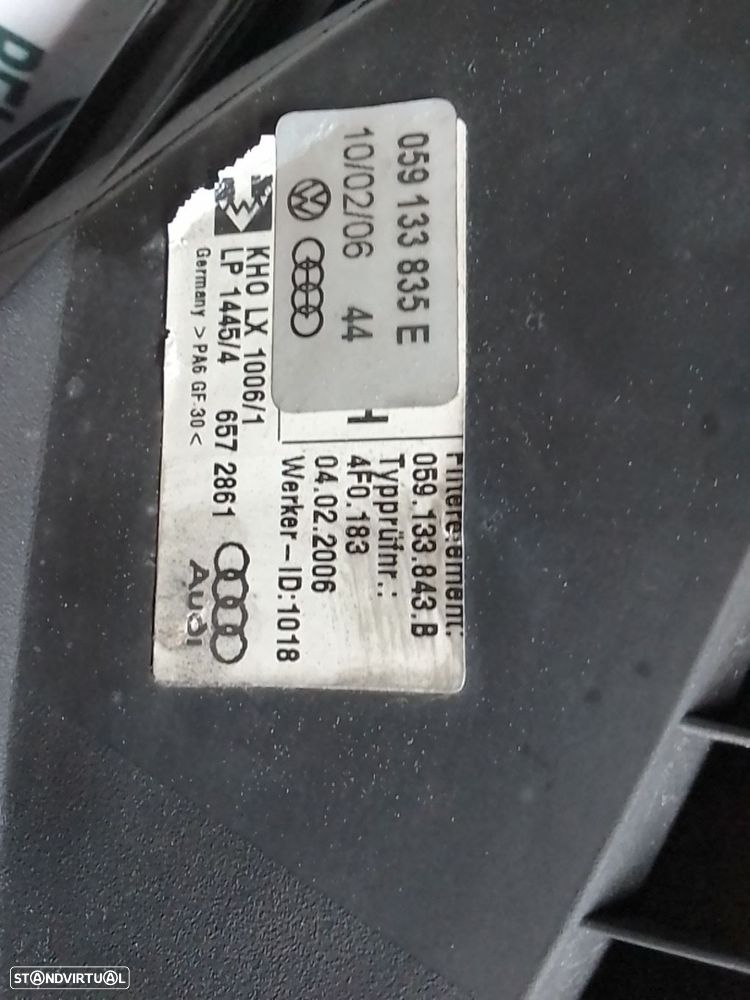 059 133 835 E
10/02/06 44
H
Filterelement:
059.133.843.B
Typprüfnr.:
4F0.183
04.02.2006
Werker-ID:1018
KHO LX 1006/1
LP 1445/4 657 2861
Germany > PA6 GF-30 <
Audi
STANDVIRTUAL